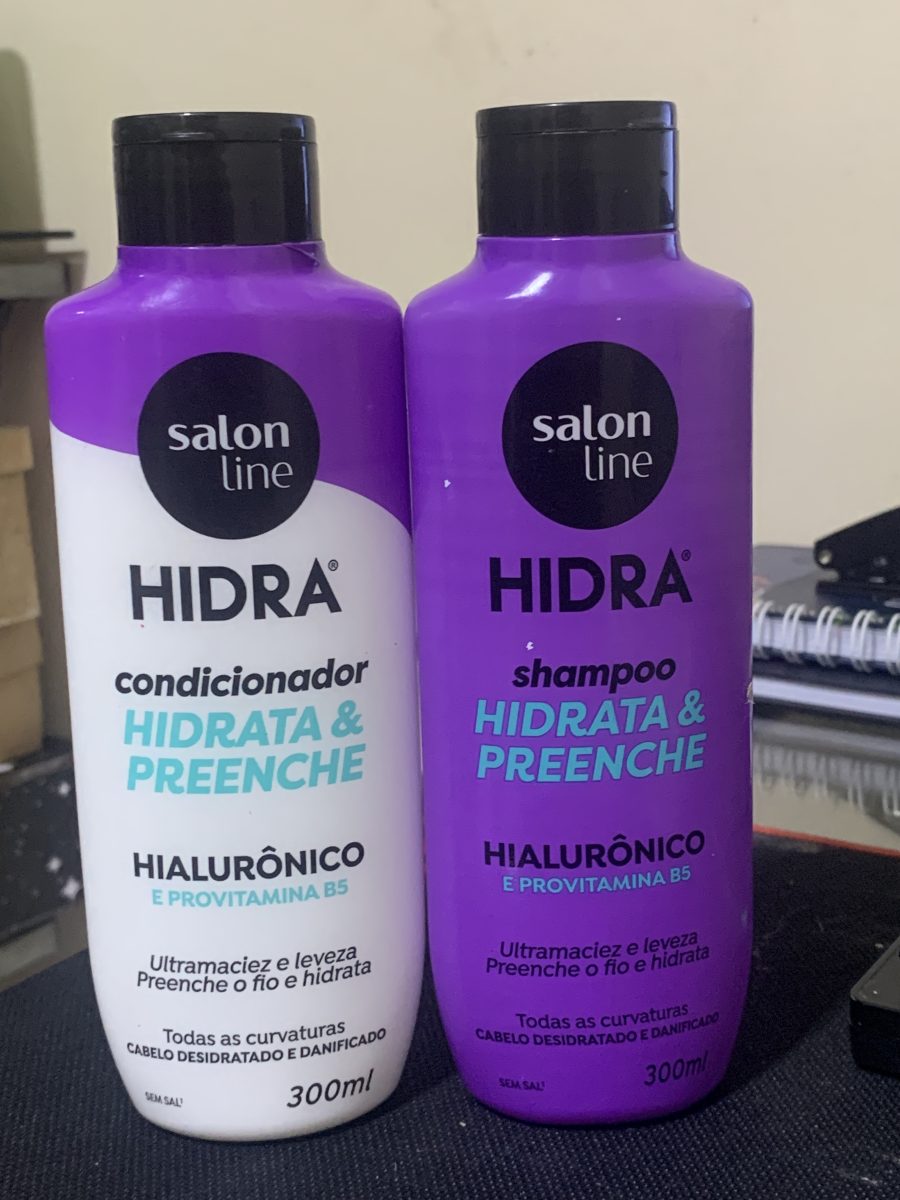 salon
line
HIDRA®
condicionador
HIDRATA &
PREENCHE
HIALURÔNICO
E PROVITAMINA B5
Ultramaciez e leveza
Preenche o fio e hidrata
Todas as curvaturas
CABELO DESIDRATADO E DANIFICADO
SEM SAL¹
300ml
salon
line
HIDRA®
shampoo
HIDRATA &
PREENCHE
HIALURÔNICO
E PROVITAMINA B5
Ultramaciez e leveza
Preenche o fio e hidrata
Todas as curvaturas
CABELO DESIDRATADO E DANIFICADO
SEM SAL¹
300ml